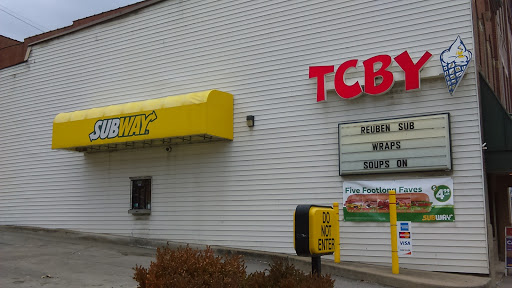 SUBWAY
TCBY
REUBEN SUB
WRAPS
SOUPS ON
Five Footlong Faves
SUBWAY
DO
NOT
ENTER
VISA